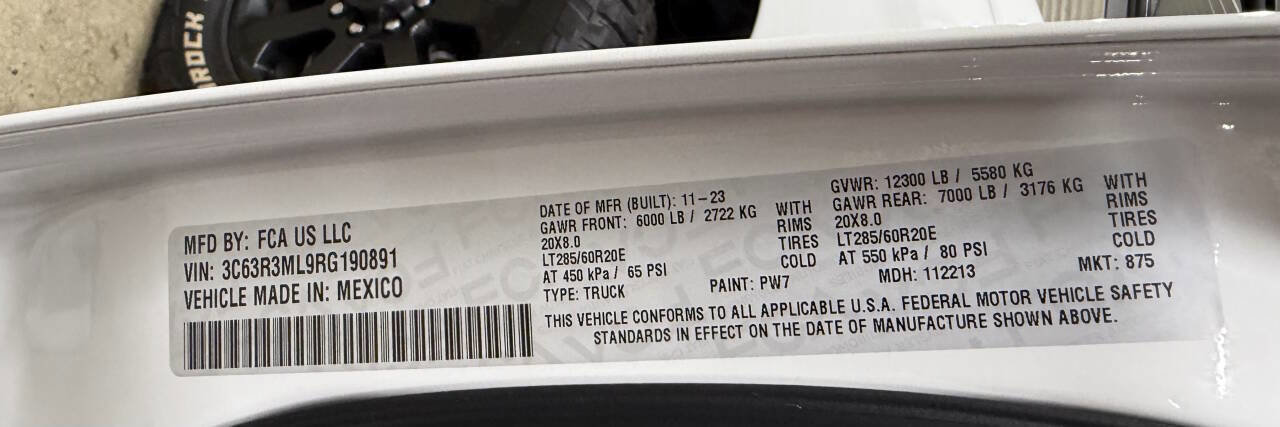 ROCK
MFD BY: FCA US LLC
VIN: 3C63R3ML9RG190891
VEHICLE MADE IN: MEXICO
DATE OF MFR (BUILT): 11-23
GAWR FRONT: 6000 LB / 2722 KG WITH
20X8.0 RIMS
LT285/60R20E TIRES
AT 450 kPa / 65 PSI COLD
TYPE: TRUCK
PAINT: PW7
GVWR: 12300 LB / 5580 KG
GAWR REAR: 7000 LB / 3176 KG WITH
20X8.0 RIMS
LT285/60R20E TIRES
AT 550 kPa / 80 PSI COLD
MDH: 112213
MKT: 875
THIS VEHICLE CONFORMS TO ALL APPLICABLE U.S.A. FEDERAL MOTOR VEHICLE SAFETY
STANDARDS IN EFFECT ON THE DATE OF MANUFACTURE SHOWN ABOVE.